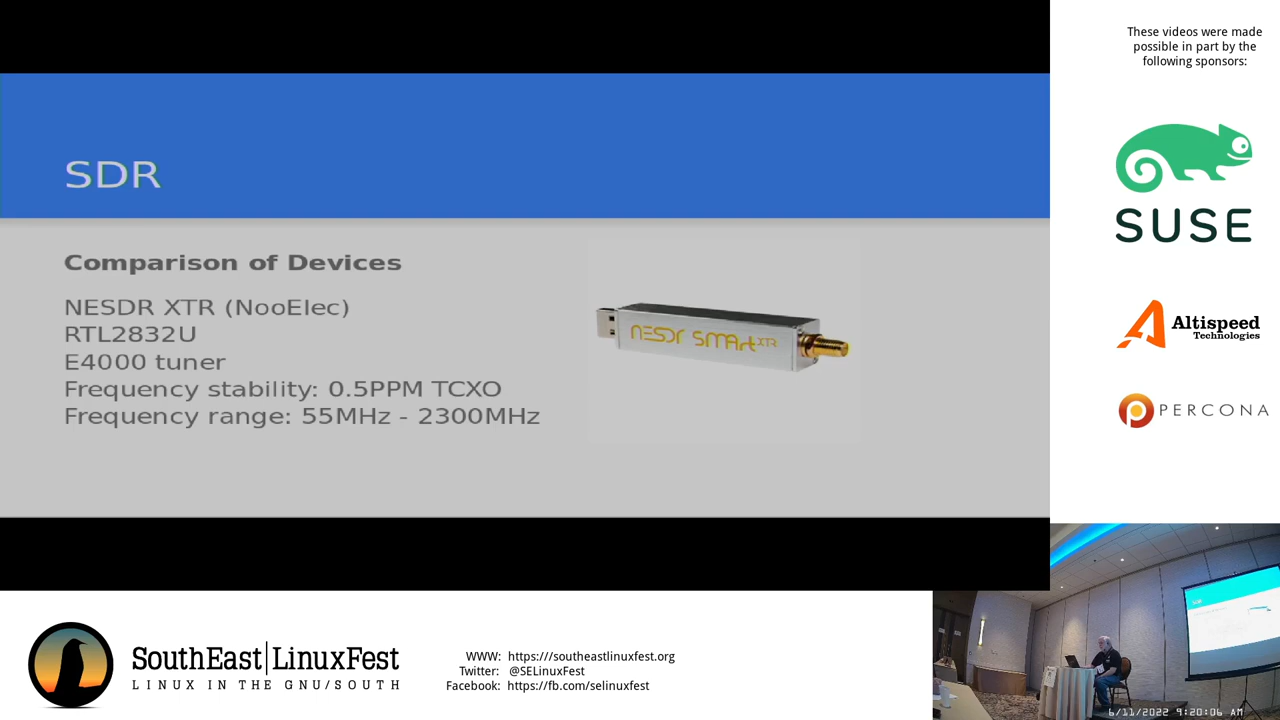 These videos were made
possible in part by the
following sponsors:
SDR
Comparison of Devices
NESDR XTR (NooElec)
RTL2832U
E4000 tuner
Frequency stability: 0.5PPM TCXO
Frequency range: 55MHz - 2300MHz
NESDR SMArt XTR
SUSE
Altispeed
Technologies
PERCONA
SouthEast|LinuxFest
LINUX IN THE GNU/SOUTH
WWW: https:///southeastlinuxfest.org
Twitter: @SELinuxFest
Facebook: https://fb.com/selinuxfest
SDR
6/11/2022 9:20:06 AM